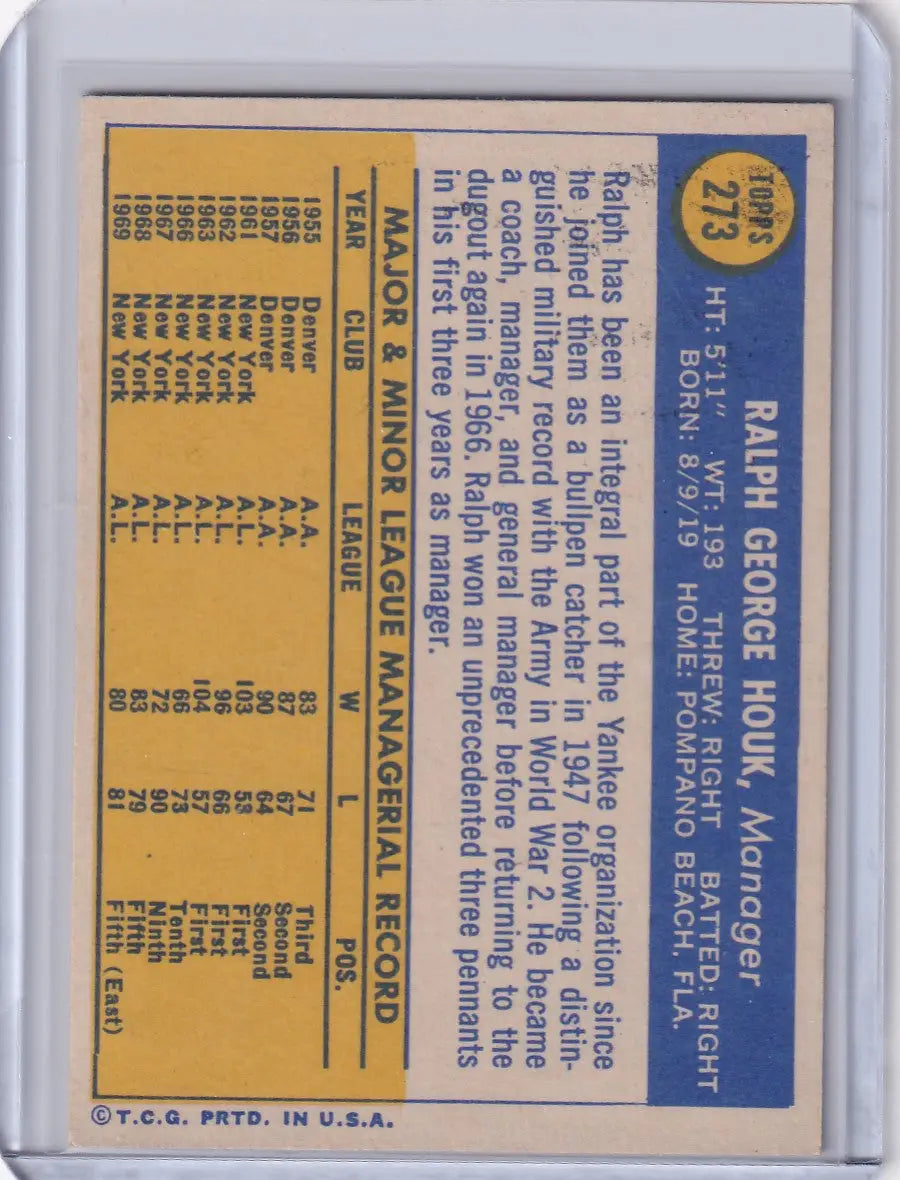 TOPPS
273
RALPH GEORGE HOUK, Manager
HT: 5'11" WT: 193 THREW: RIGHT BATTED: RIGHT
BORN: 8/9/19 HOME: POMPANO BEACH, FLA.
Ralph has been an integral part of the Yankee organization since
he joined them as a bullpen catcher in 1947 following a distin-
guished military record with the Army in World War 2. He became
a coach, manager, and general manager before returning to the
dugout again in 1966. Ralph won an unprecedented three pennants
in his first three years as manager.
MAJOR & MINOR LEAGUE MANAGERIAL RECORD
YEAR CLUB LEAGUE W L POS.
1955 Denver A.A. 83 71 Third
1956 Denver A.A. 87 67 Second
1957 Denver A.A. 90 64 Second
1961 New York A.L. 103 53 First
1962 New York A.L. 96 66 First
1963 New York A.L. 104 57 First
1966 New York A.L. 66 73 Tenth
1967 New York A.L. 72 90 Ninth
1968 New York A.L. 83 79 Fifth
1969 New York A.L. 80 81 Fifth (East)
©T.C.G. PRTD. IN U.S.A.